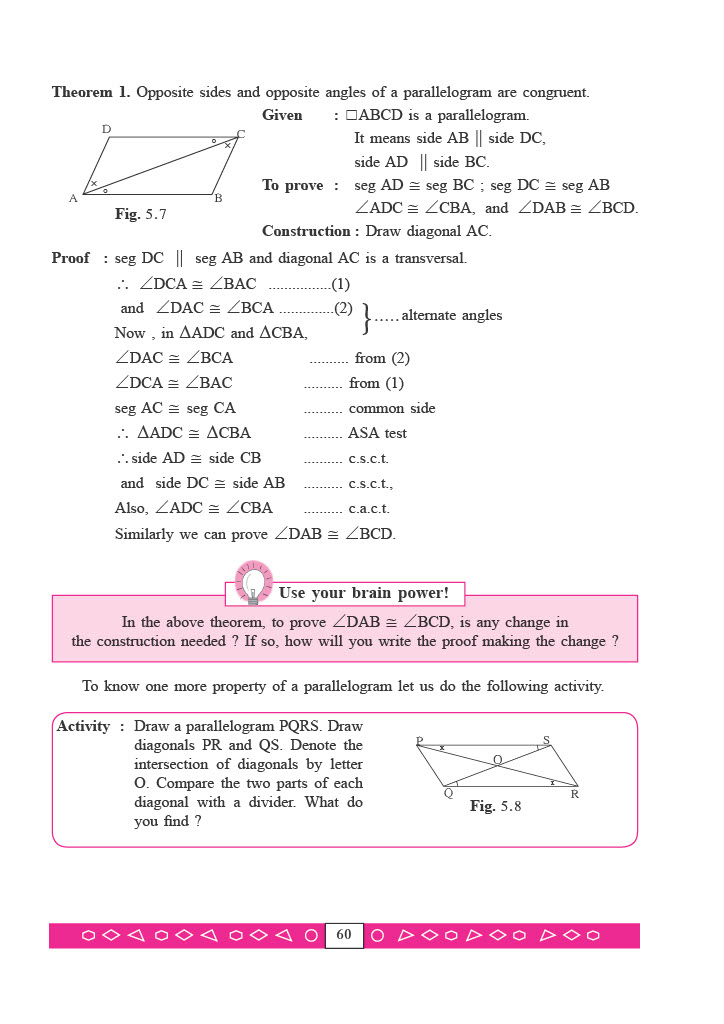 Theorem 1. Opposite sides and opposite angles of a parallelogram are congruent.
Given : □ABCD is a parallelogram.
It means side AB || side DC,
side AD || side BC.
To prove : seg AD ≅ seg BC ; seg DC ≅ seg AB
∠ADC ≅ ∠CBA, and ∠DAB ≅ ∠BCD.
Construction : Draw diagonal AC.
D
C
A
B
× ∘
∘ ×
Fig. 5.7
Proof : seg DC || seg AB and diagonal AC is a transversal.
∴ ∠DCA ≅ ∠BAC ................(1)
and ∠DAC ≅ ∠BCA ..............(2)
} ..... alternate angles
Now , in ΔADC and ΔCBA,
∠DAC ≅ ∠BCA .......... from (2)
∠DCA ≅ ∠BAC .......... from (1)
seg AC ≅ seg CA .......... common side
∴ ΔADC ≅ ΔCBA .......... ASA test
∴side AD ≅ side CB .......... c.s.c.t.
and side DC ≅ side AB .......... c.s.c.t.,
Also, ∠ADC ≅ ∠CBA .......... c.a.c.t.
Similarly we can prove ∠DAB ≅ ∠BCD.
Use your brain power!
In the above theorem, to prove ∠DAB ≅ ∠BCD, is any change in
the construction needed ? If so, how will you write the proof making the change ?
To know one more property of a parallelogram let us do the following activity.
Activity : Draw a parallelogram PQRS. Draw
diagonals PR and QS. Denote the
intersection of diagonals by letter
O. Compare the two parts of each
diagonal with a divider. What do
you find ?
P
S
x
O
x
Q
R
Fig. 5.8
60